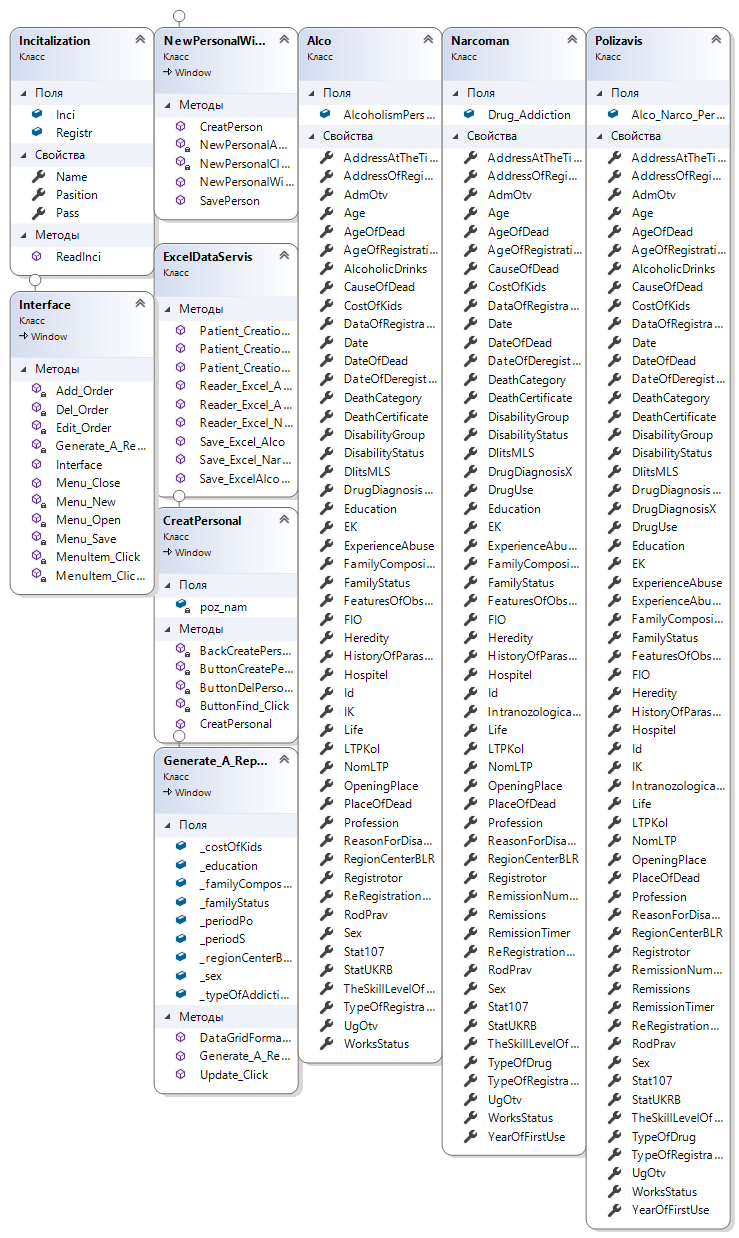 Incitalization
Класс
Поля
Inci
Registr
Свойства
Name
Pasition
Pass
Методы
ReadInci
Interface
Класс
Window
Методы
Add_Order
Del_Order
Edit_Order
Generate_A_Re...
Interface
Menu_Close
Menu_New
Menu_Open
Menu_Save
MenuItem_Click
MenuItem_Clic...
NewPersonalWi...
Класс
Window
Методы
CreatPerson
NewPersonalA...
NewPersonalCl...
NewPersonalWi...
SavePerson
ExcelDataServis
Класс
Методы
Patient_Creatio...
Patient_Creatio...
Patient_Creatio...
Reader_Excel_A...
Reader_Excel_A...
Reader_Excel_N...
Save_Excel_Alco
Save_Excel_Nar...
Save_ExcelAlco...
CreatPersonal
Класс
Window
Поля
poz_nam
Методы
BackCreatePers...
ButtonCreatePe...
ButtonDelPerso...
ButtonFind_Click
CreatPersonal
Generate_A_Rep...
Класс
Window
Поля
_costOfKids
_education
_familyCompos...
_familyStatus
_periodPo
_periodS
_regionCenterB...
_sex
_typeOfAddicti...
Методы
DataGridForma...
Generate_A_Re...
Update_Click
Alco
Класс
Поля
AlcoholismPers...
Свойства
AddressAtTheTi...
AddressOfRegi...
AdmOtv
Age
AgeOfDead
AgeOfRegistrati...
AlcoholicDrinks
CauseOfDead
CostOfKids
DataOfRegistra...
Date
DateOfDead
DateOfDeregist...
DeathCategory
DeathCertificate
DisabilityGroup
DisabilityStatus
DlitsMLS
DrugDiagnosis...
Education
EK
ExperienceAbuse
FamilyComposi...
FamilyStatus
FeaturesOfObs...
FIO
Heredity
HistoryOfParas...
Hospitel
Id
IK
Life
LTPKol
NomLTP
OpeningPlace
PlaceOfDead
Profession
ReasonForDisa...
RegionCenterBLR
Registrotor
ReRegistration...
RodPrav
Sex
Stat107
StatUKRB
TheSkillLevelOf...
TypeOfRegistra...
UgOtv
WorksStatus
Narcoman
Класс
Поля
Drug_Addiction
Свойства
AddressAtTheTi...
AddressOfRegi...
AdmOtv
Age
AgeOfDead
AgeOfRegistrati...
CauseOfDead
CostOfKids
DataOfRegistra...
Date
DateOfDead
DateOfDeregist...
DeathCategory
DeathCertificate
DisabilityGroup
DisabilityStatus
DlitsMLS
DrugDiagnosisX
DrugUse
Education
EK
ExperienceAbu...
FamilyComposi...
FamilyStatus
FeaturesOfObs...
FIO
Heredity
HistoryOfParas...
Hospitel
Id
Intranozologica...
Life
LTPKol
NomLTP
OpeningPlace
PlaceOfDead
Profession
ReasonForDisa...
RegionCenterBLR
Registrotor
RemissionNum...
Remissions
RemissionTimer
ReRegistration...
RodPrav
Sex
Stat107
StatUKRB
TheSkillLevelOf...
TypeOfDrug
TypeOfRegistra...
UgOtv
WorksStatus
YearOfFirstUse
Polizavis
Класс
Поля
Alco_Narco_Per...
Свойства
AddressAtTheTi...
AddressOfRegi...
AdmOtv
Age
AgeOfDead
AgeOfRegistrati...
AlcoholicDrinks
CauseOfDead
CostOfKids
DataOfRegistra...
Date
DateOfDead
DateOfDeregist...
DeathCategory
DeathCertificate
DisabilityGroup
DisabilityStatus
DlitsMLS
DrugDiagnosis...
DrugDiagnosisX
DrugUse
Education
EK
ExperienceAbuse
ExperienceAbu...
FamilyComposi...
FamilyStatus
FeaturesOfObs...
FIO
Heredity
HistoryOfParas...
Hospitel
Id
IK
Intranozologica...
Life
LTPKol
NomLTP
OpeningPlace
PlaceOfDead
Profession
ReasonForDisa...
RegionCenterBLR
Registrotor
RemissionNum...
Remissions
RemissionTimer
ReRegistration...
RodPrav
Sex
Stat107
StatUKRB
TheSkillLevelOf...
TypeOfDrug
TypeOfRegistra...
UgOtv
WorksStatus
YearOfFirstUse